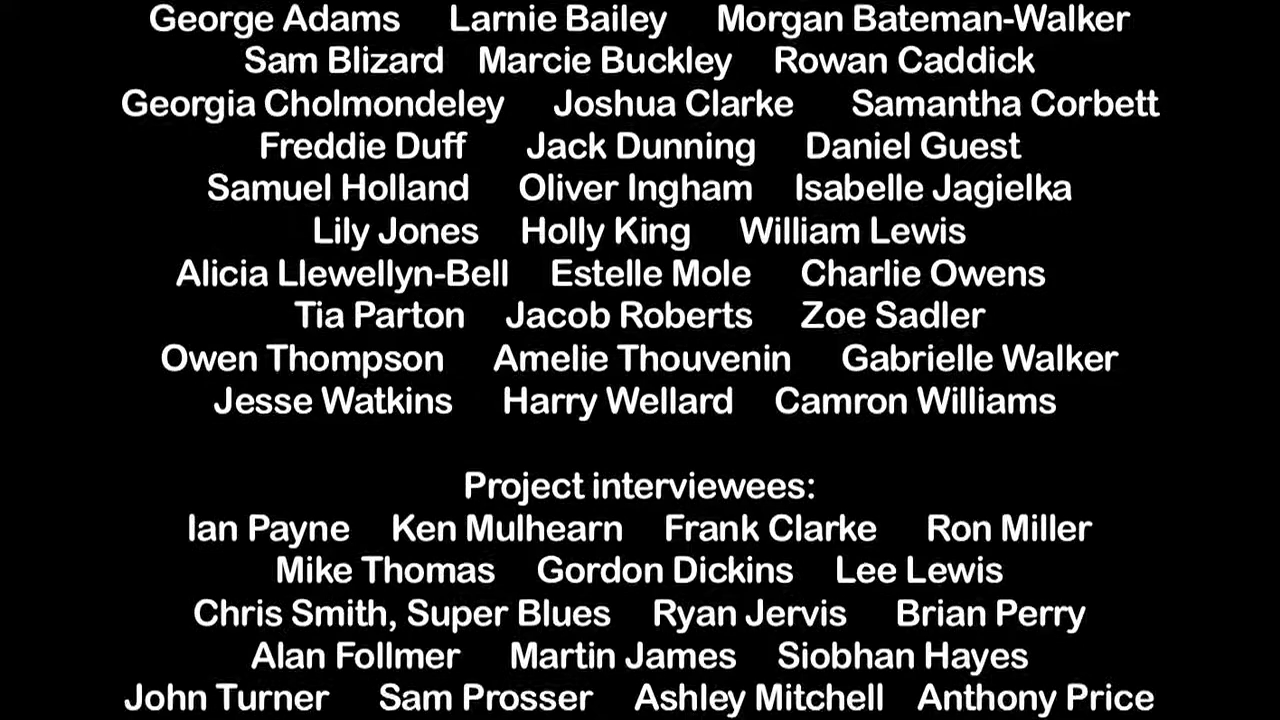 George Adams Larnie Bailey Morgan Bateman-Walker
Sam Blizard Marcie Buckley Rowan Caddick
Georgia Cholmondeley Joshua Clarke Samantha Corbett
Freddie Duff Jack Dunning Daniel Guest
Samuel Holland Oliver Ingham Isabelle Jagielka
Lily Jones Holly King William Lewis
Alicia Llewellyn-Bell Estelle Mole Charlie Owens
Tia Parton Jacob Roberts Zoe Sadler
Owen Thompson Amelie Thouvenin Gabrielle Walker
Jesse Watkins Harry Wellard Camron Williams
Project interviewees:
Ian Payne Ken Mulhearn Frank Clarke Ron Miller
Mike Thomas Gordon Dickins Lee Lewis
Chris Smith, Super Blues Ryan Jervis Brian Perry
Alan Follmer Martin James Siobhan Hayes
John Turner Sam Prosser Ashley Mitchell Anthony Price